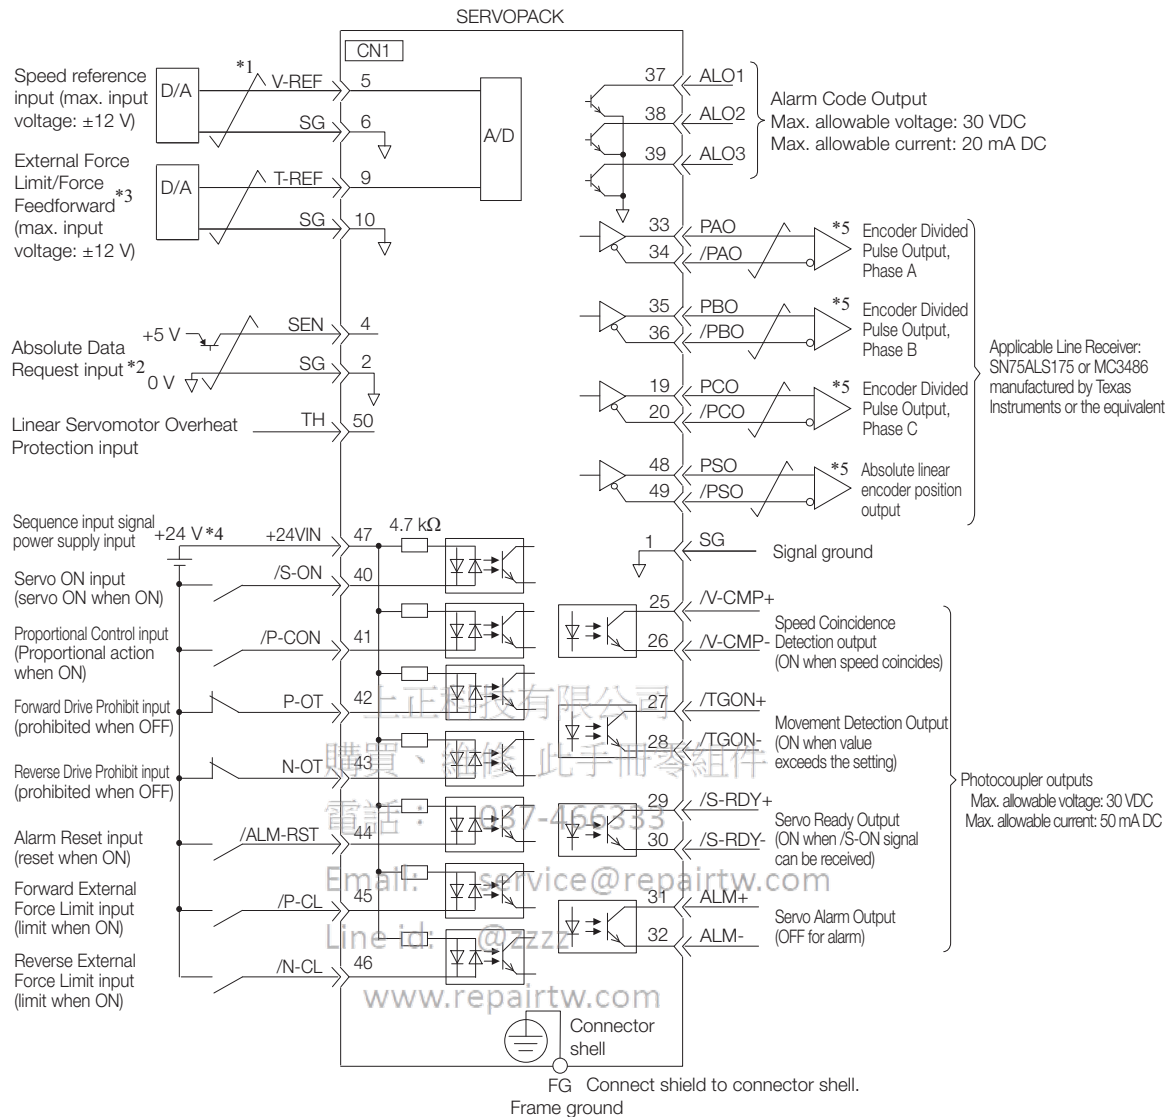 SERVOPACK
CN1
Speed reference
input (max. input
voltage: ±12 V)
D/A
*1
V-REF
5
SG
6
A/D
External Force
Limit/Force
Feedforward *3
(max. input
voltage: ±12 V)
D/A
T-REF
9
SG
10
Absolute Data
Request input *2
+5 V
0 V
SEN
4
SG
2
Linear Servomotor Overheat
Protection input
TH
50
Sequence input signal
power supply input
+24 V *4
+24VIN
47
4.7 kΩ
Servo ON input
(servo ON when ON)
/S-ON
40
Proportional Control input
(Proportional action
when ON)
/P-CON
41
Forward Drive Prohibit input
(prohibited when OFF)
P-OT
42
Reverse Drive Prohibit input
(prohibited when OFF)
N-OT
43
Alarm Reset input
(reset when ON)
/ALM-RST
44
Forward External
Force Limit input
(limit when ON)
/P-CL
45
Reverse External
Force Limit input
(limit when ON)
/N-CL
46
37
ALO1
38
ALO2
39
ALO3
Alarm Code Output
Max. allowable voltage: 30 VDC
Max. allowable current: 20 mA DC
33
PAO
34
/PAO
*5
Encoder Divided
Pulse Output,
Phase A
35
PBO
36
/PBO
*5
Encoder Divided
Pulse Output,
Phase B
19
PCO
20
/PCO
*5
Encoder Divided
Pulse Output,
Phase C
48
PSO
49
/PSO
*5
Absolute linear
encoder position
output
Applicable Line Receiver:
SN75ALS175 or MC3486
manufactured by Texas
Instruments or the equivalent
1
SG
Signal ground
25
/V-CMP+
26
/V-CMP-
Speed Coincidence
Detection output
(ON when speed coincides)
27
/TGON+
28
/TGON-
Movement Detection Output
(ON when value
exceeds the setting)
29
/S-RDY+
30
/S-RDY-
Servo Ready Output
(ON when /S-ON signal
can be received)
31
ALM+
32
ALM-
Servo Alarm Output
(OFF for alarm)
Photocoupler outputs
Max. allowable voltage: 30 VDC
Max. allowable current: 50 mA DC
上正科技有限公司
購買、維修 此手冊零組件
電話： 037-466333
Email: service@repairtw.com
Line id: @zzzz
www.repairtw.com
Connector
shell
FG Connect shield to connector shell.
Frame ground